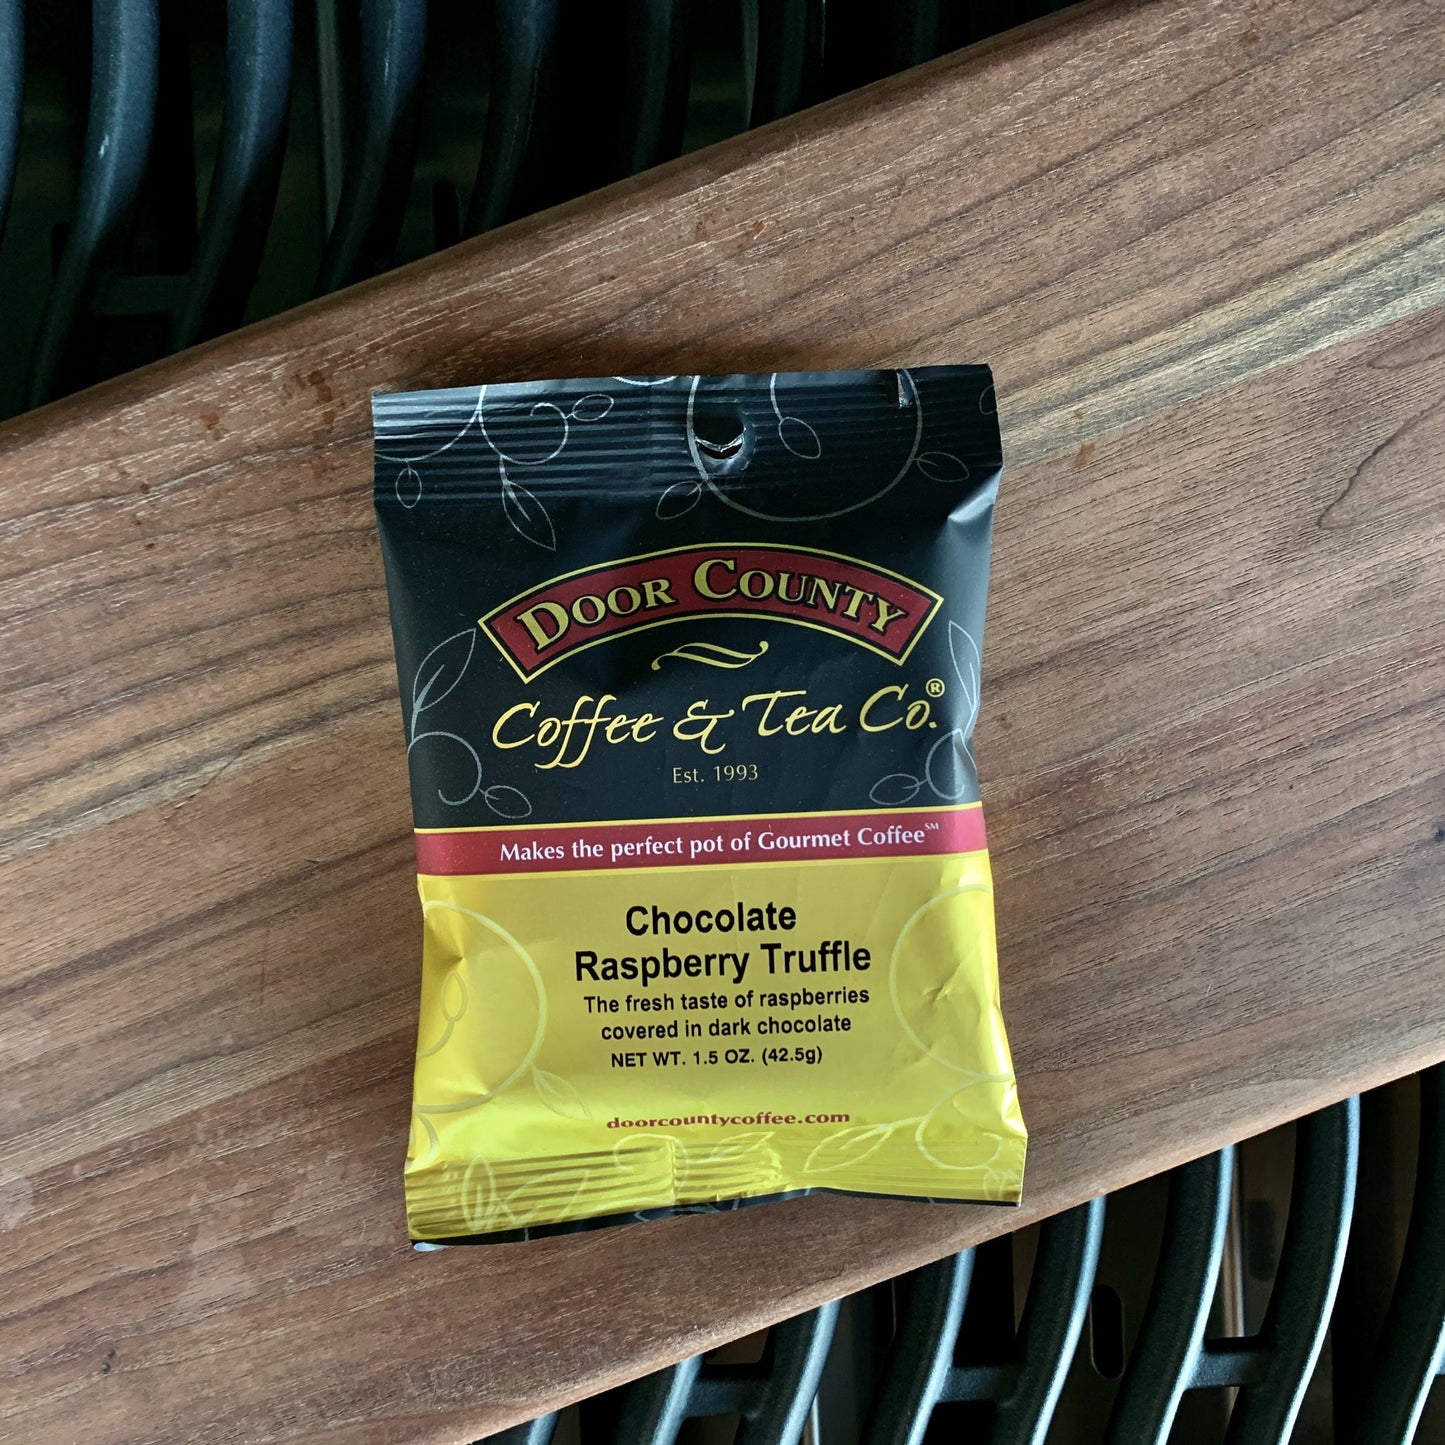 DOOR COUNTY
Coffee & Tea Co.®
Est. 1993
Makes the perfect pot of Gourmet Coffee℠
Chocolate
Raspberry Truffle
The fresh taste of raspberries
covered in dark chocolate
NET WT. 1.5 OZ. (42.5g)
doorcountycoffee.com